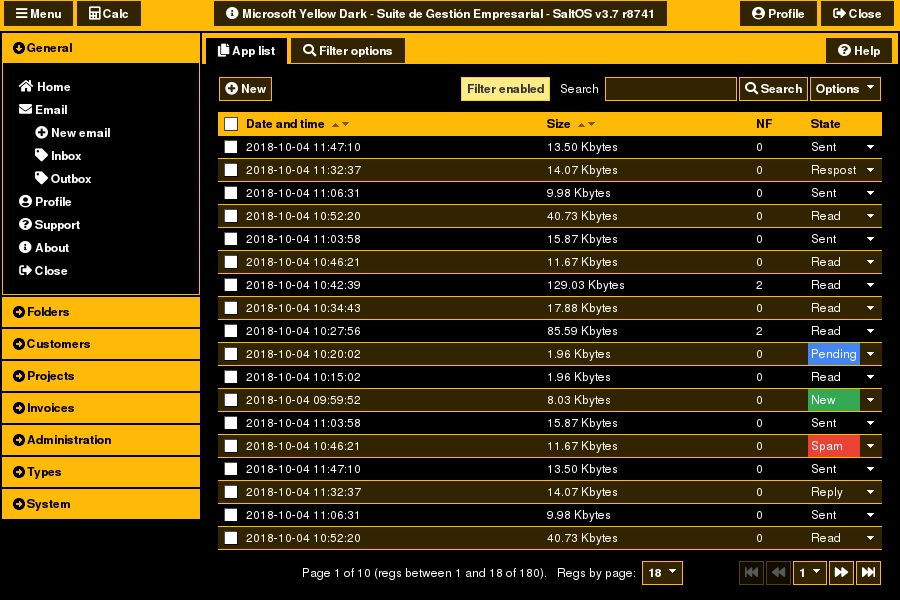 Menu Calc Microsoft Yellow Dark - Suite de Gestión Empresarial - SaltOS v3.7 r8741 Profile Close
General
Home
Email
New email
Inbox
Outbox
Profile
Support
About
Close
Folders
Customers
Projects
Invoices
Administration
Types
System
App list Filter options Help
New Filter enabled Search Search Options
Date and time Size NF State
2018-10-04 11:47:10 13.50 Kbytes 0 Sent
2018-10-04 11:32:37 14.07 Kbytes 0 Respost
2018-10-04 11:06:31 9.98 Kbytes 0 Sent
2018-10-04 10:52:20 40.73 Kbytes 0 Read
2018-10-04 11:03:58 15.87 Kbytes 0 Sent
2018-10-04 10:46:21 11.67 Kbytes 0 Read
2018-10-04 10:42:39 129.03 Kbytes 2 Read
2018-10-04 10:34:43 17.88 Kbytes 0 Read
2018-10-04 10:27:56 85.59 Kbytes 2 Read
2018-10-04 10:20:02 1.96 Kbytes 0 Pending
2018-10-04 10:15:02 1.96 Kbytes 0 Read
2018-10-04 09:59:52 8.03 Kbytes 0 New
2018-10-04 11:03:58 15.87 Kbytes 0 Sent
2018-10-04 10:46:21 11.67 Kbytes 0 Spam
2018-10-04 11:47:10 13.50 Kbytes 0 Sent
2018-10-04 11:32:37 14.07 Kbytes 0 Reply
2018-10-04 11:06:31 9.98 Kbytes 0 Sent
2018-10-04 10:52:20 40.73 Kbytes 0 Read
Page 1 of 10 (regs between 1 and 18 of 180). Regs by page: 18 1